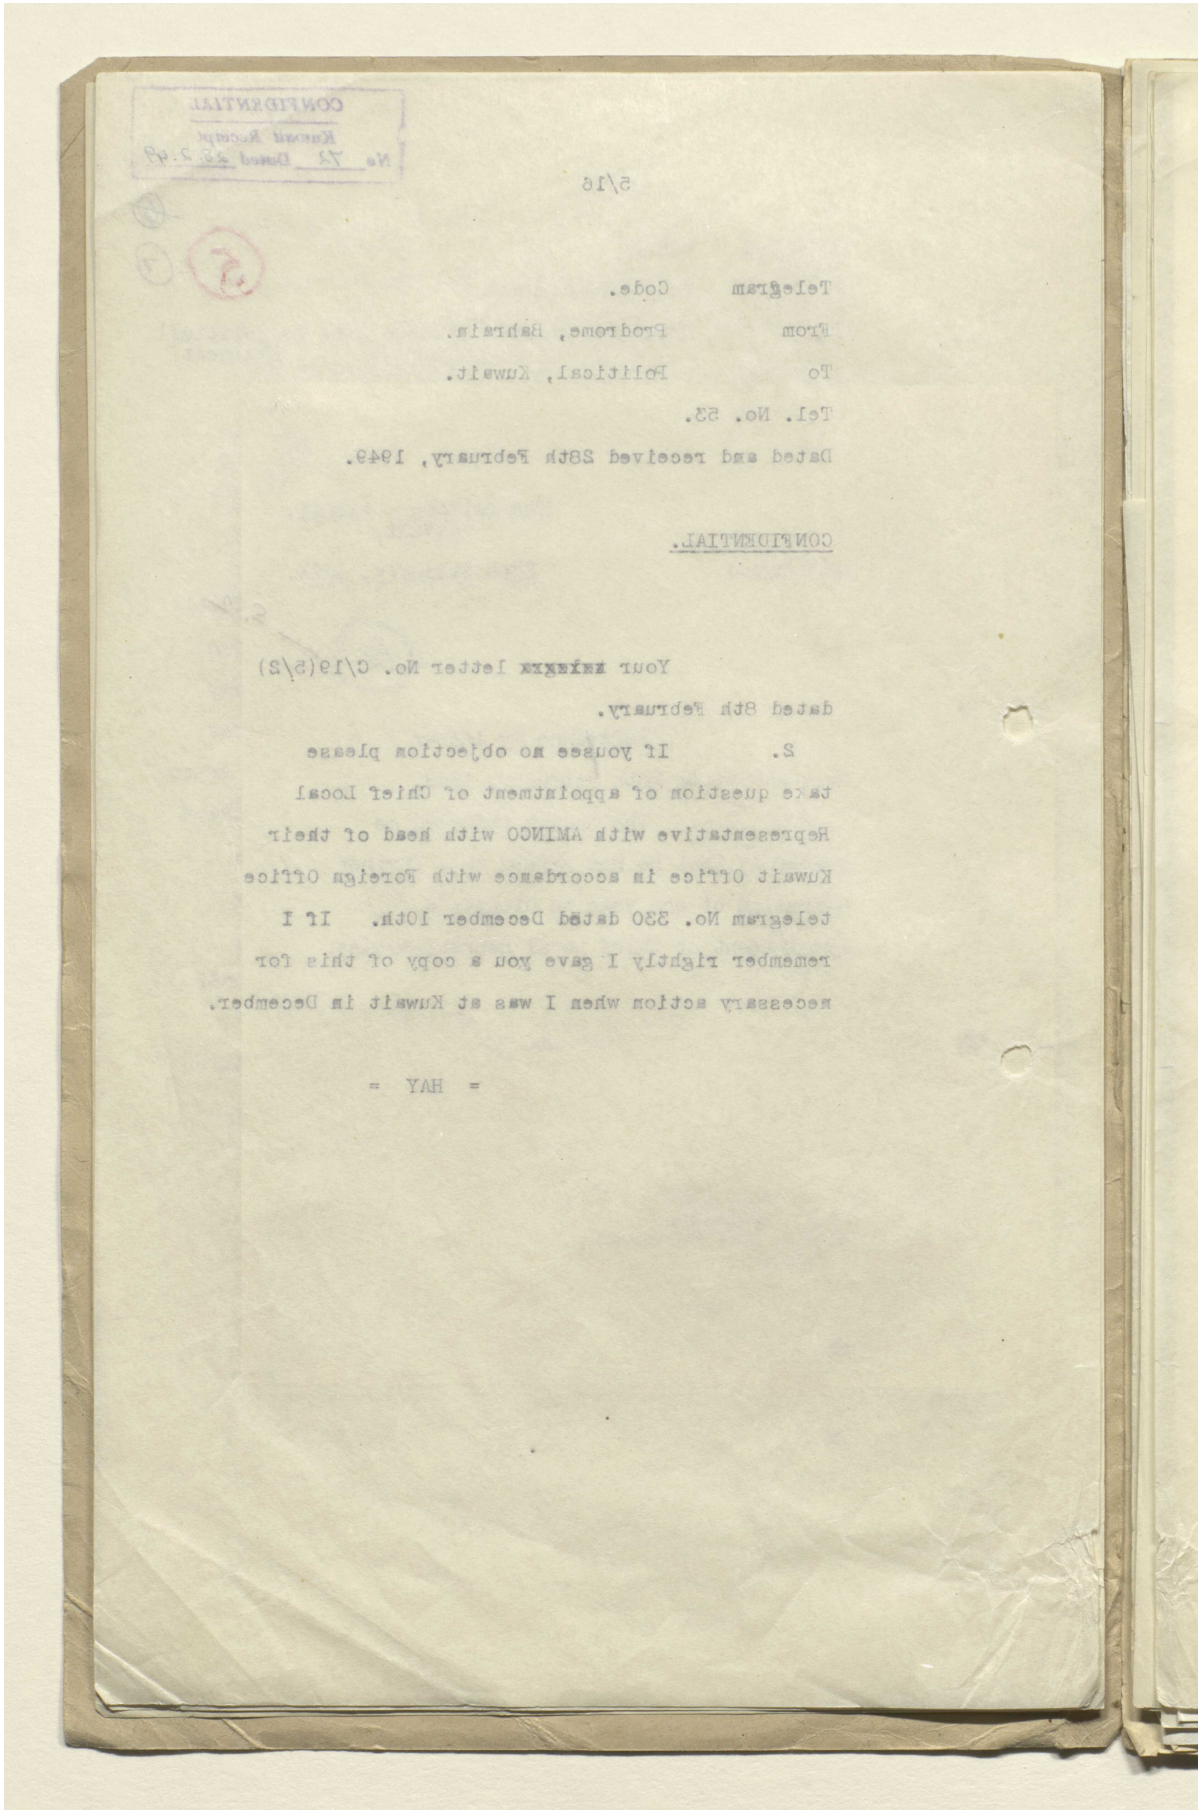 CONFIDENTIAL
Kuwait Receipt
No 72 Dated 28.2.49
5/16
5
7
Telegram Code.
From Prodrome, Bahrain.
To Political, Kuwait.
Tel. No. 53.
Dated and received 28th February, 1949.
CONFIDENTIAL.
Your letter No. C/19(5/2)
dated 8th February.
2. If yousee no objection please
take question of appointment of Chief Local
Representative with AMINCO with head of their
Kuwait Office in accordance with Foreign Office
telegram No. 330 dated December 10th. If I
remember rightly I gave you a copy of this for
necessary action when I was at Kuwait in December.
= HAY =